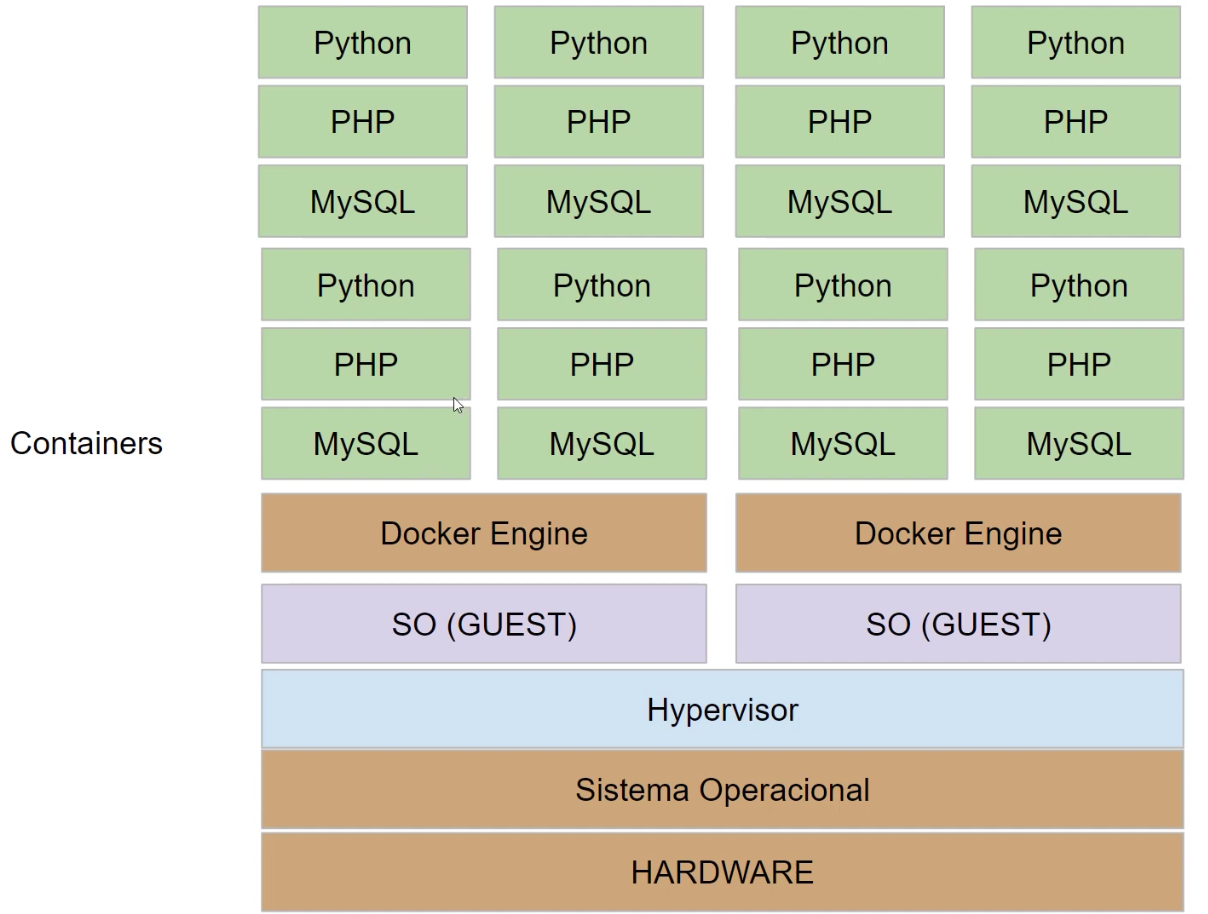 Python Python Python Python
PHP PHP PHP PHP
MySQL MySQL MySQL MySQL
Python Python Python Python
PHP PHP PHP PHP
Containers MySQL MySQL MySQL MySQL
Docker Engine Docker Engine
SO (GUEST) SO (GUEST)
Hypervisor
Sistema Operacional
HARDWARE